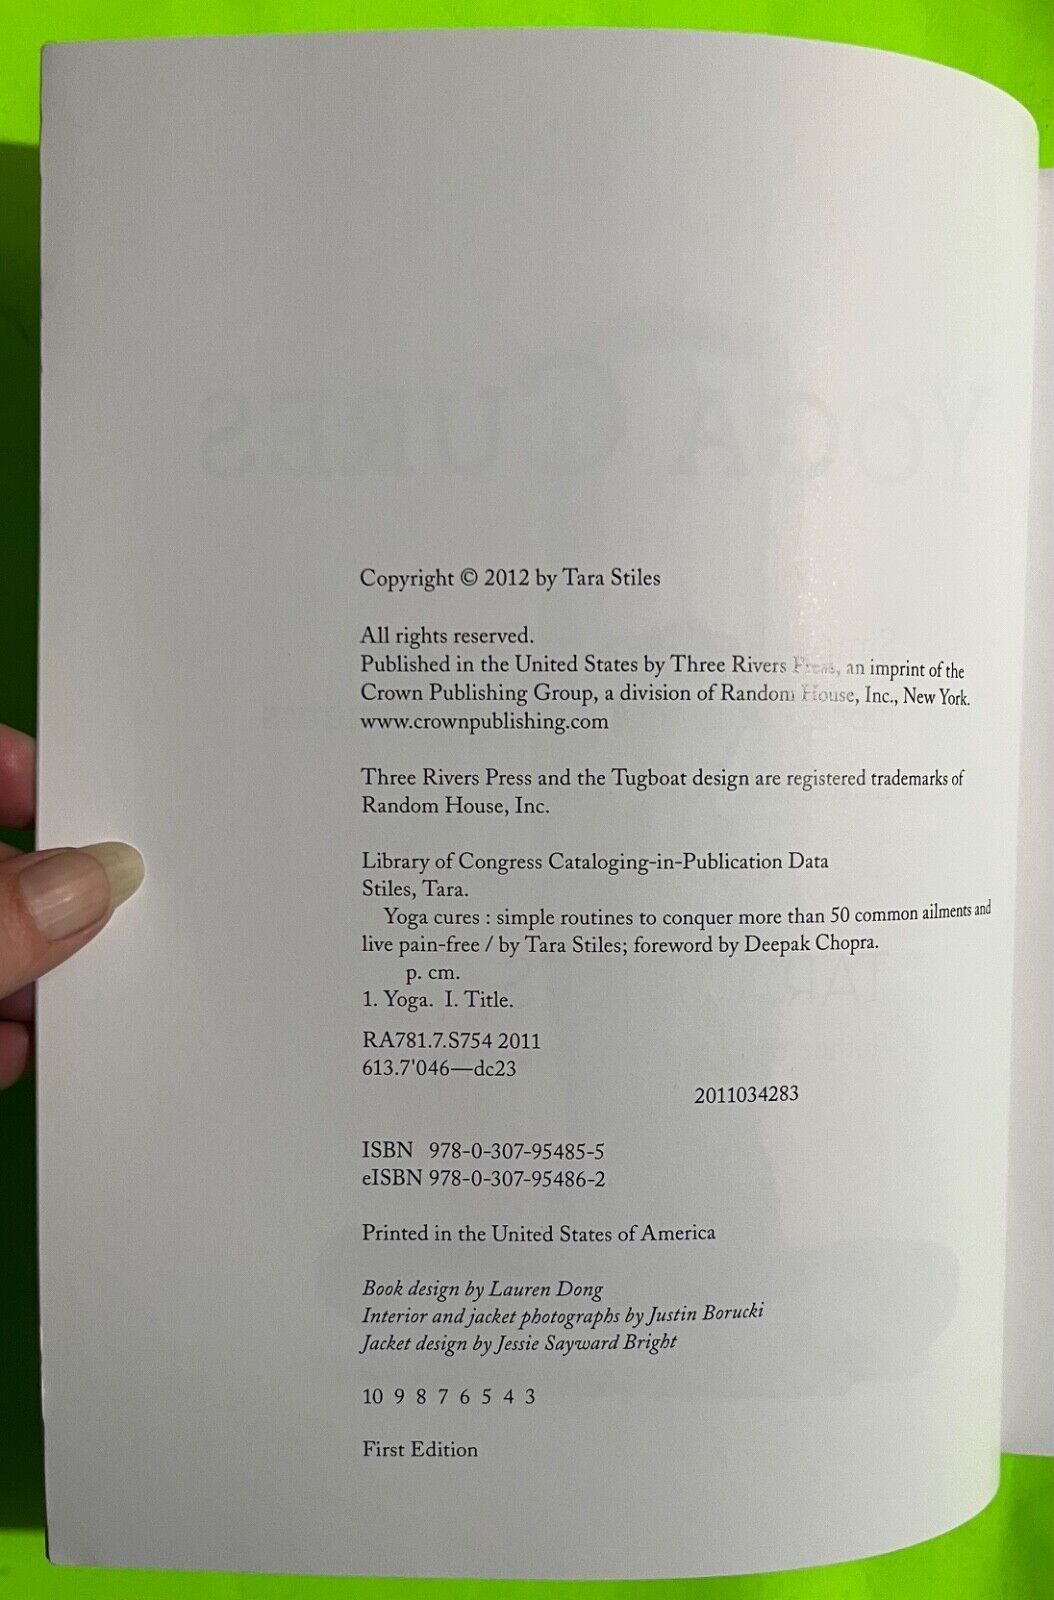 YOGA CURES
Copyright © 2012 by Tara Stiles
All rights reserved.
Published in the United States by Three Rivers Press, an imprint of the
Crown Publishing Group, a division of Random House, Inc., New York.
www.crownpublishing.com
Three Rivers Press and the Tugboat design are registered trademarks of
Random House, Inc.
Library of Congress Cataloging-in-Publication Data
Stiles, Tara.
Yoga cures : simple routines to conquer more than 50 common ailments and
live pain-free / by Tara Stiles; foreword by Deepak Chopra.
p. cm.
1. Yoga. I. Title.
RA781.7.S754 2011
613.7'046—dc23
2011034283
ISBN 978-0-307-95485-5
eISBN 978-0-307-95486-2
Printed in the United States of America
Book design by Lauren Dong
Interior and jacket photographs by Justin Borucki
Jacket design by Jessie Sayward Bright
10 9 8 7 6 5 4 3
First Edition